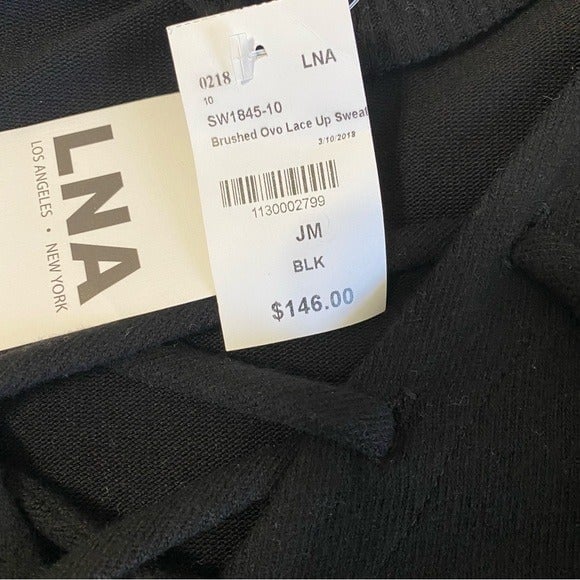 0218
LNA
10
SW1845-10
Brushed Ovo Lace Up Sweat
3/10/2018
1130002799
JM
BLK
$146.00
LNA
LOS ANGELES • NEW YORK